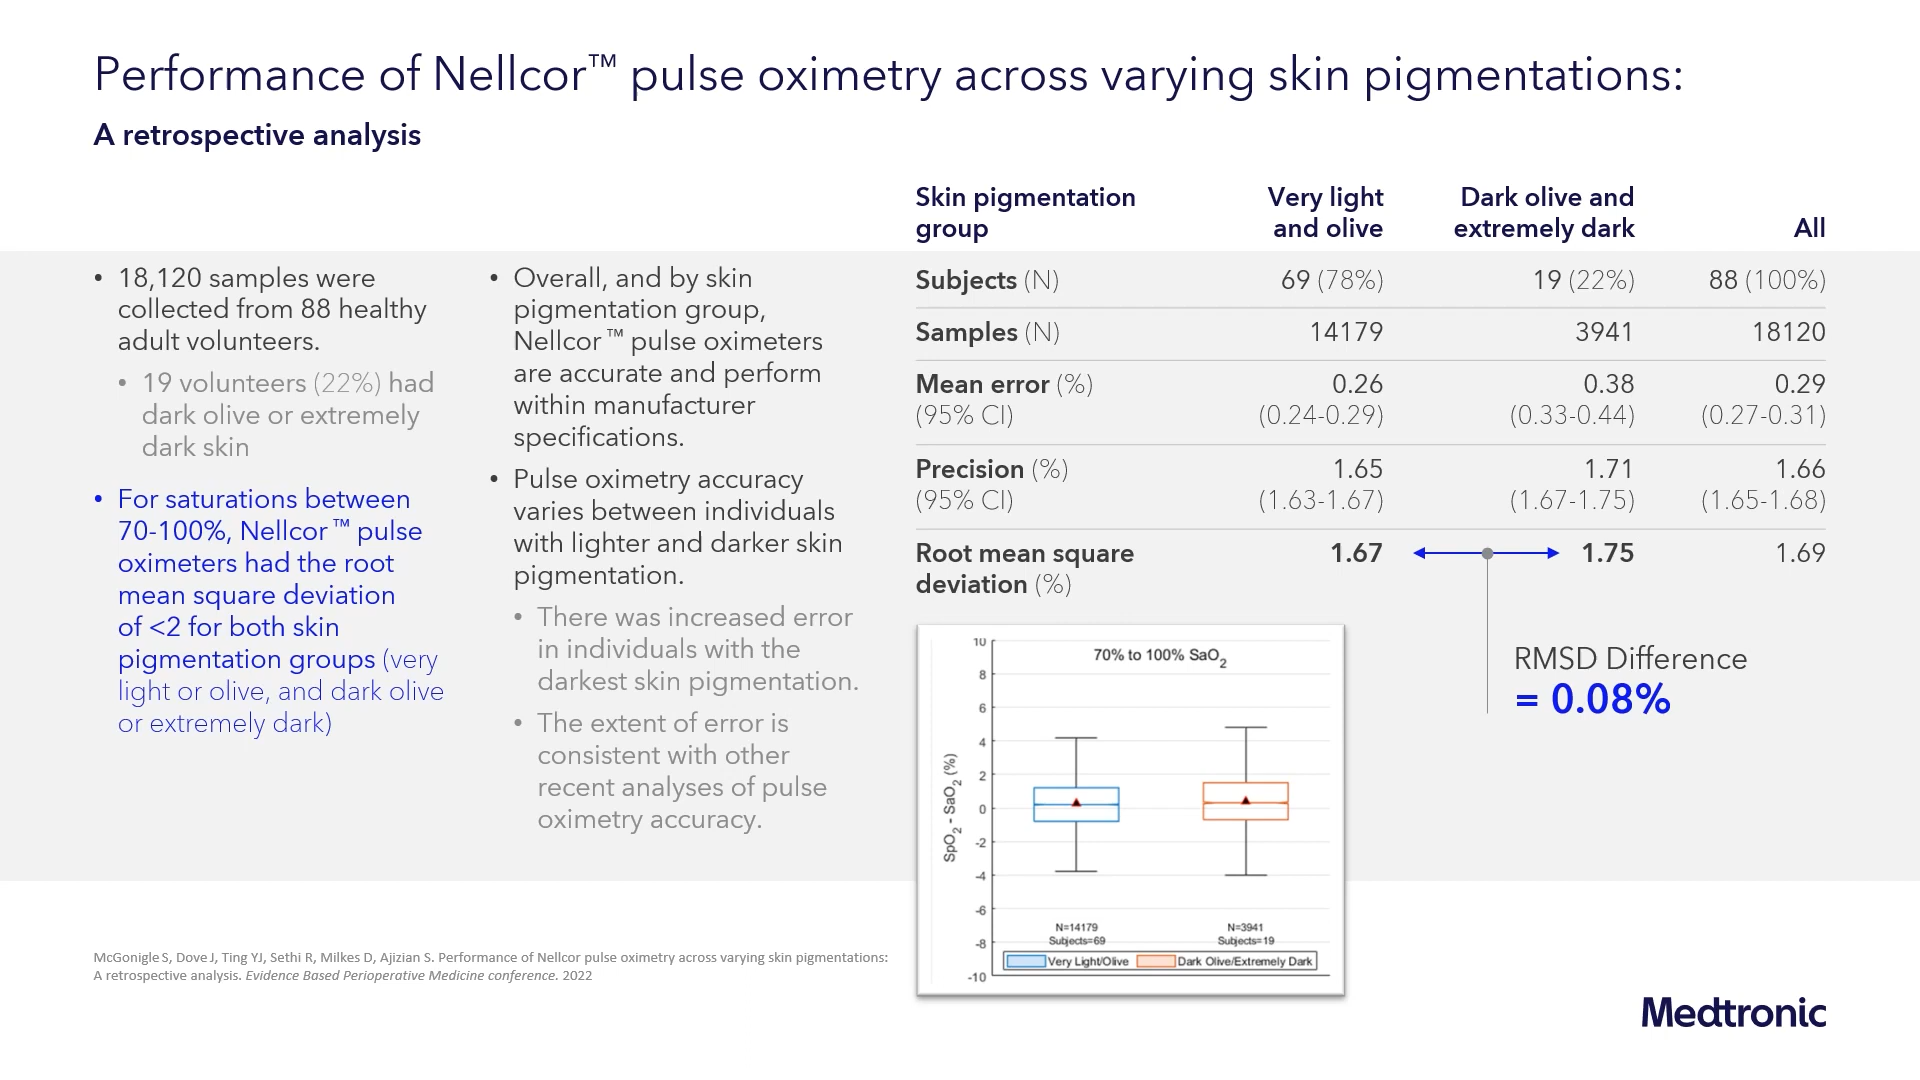 Performance of Nellcor™ pulse oximetry across varying skin pigmentations:
A retrospective analysis
• 18,120 samples were
collected from 88 healthy
adult volunteers.
• 19 volunteers (22%) had
dark olive or extremely
dark skin
• For saturations between
70-100%, Nellcor™ pulse
oximeters had the root
mean square deviation
of <2 for both skin
pigmentation groups (very
light or olive, and dark olive
or extremely dark)
• Overall, and by skin
pigmentation group,
Nellcor™ pulse oximeters
are accurate and perform
within manufacturer
specifications.
• Pulse oximetry accuracy
varies between individuals
with lighter and darker skin
pigmentation.
• There was increased error
in individuals with the
darkest skin pigmentation.
• The extent of error is
consistent with other
recent analyses of pulse
oximetry accuracy.
Skin pigmentation group Very light and olive Dark olive and extremely dark All
Subjects (N) 69 (78%) 19 (22%) 88 (100%)
Samples (N) 14179 3941 18120
Mean error (%) 0.26 0.38 0.29
(95% CI) (0.24-0.29) (0.33-0.44) (0.27-0.31)
Precision (%) 1.65 1.71 1.66
(95% CI) (1.63-1.67) (1.67-1.75) (1.65-1.68)
Root mean square 1.67 1.75 1.69
deviation (%)
RMSD Difference
= 0.08%
70% to 100% SaO2
SpO2 - SaO2 (%)
10
8
6
4
2
0
-2
-4
-6
-8
-10
N=14179 N=3941
Subjects=69 Subjects=19
Very Light/Olive Dark Olive/Extremely Dark
McGonigle S, Dove J, Ting YJ, Sethi R, Milkes D, Ajizian S. Performance of Nellcor pulse oximetry across varying skin pigmentations:
A retrospective analysis. Evidence Based Perioperative Medicine conference. 2022
Medtronic